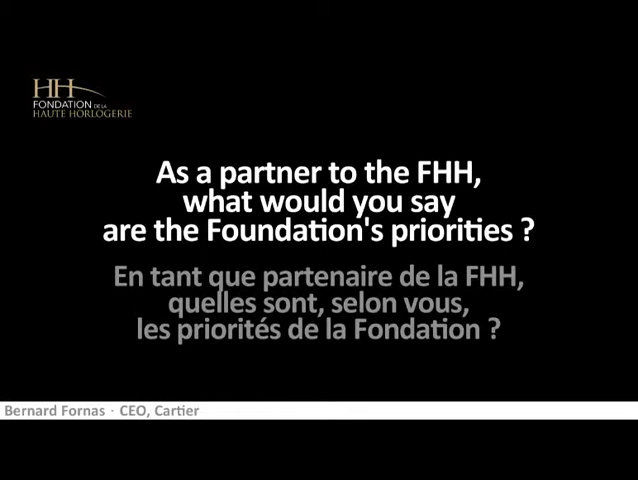 HH
FONDATION DE LA
HAUTE HORLOGERIE
As a partner to the FHH,
what would you say
are the Foundation's priorities ?
En tant que partenaire de la FHH,
quelles sont, selon vous,
les priorités de la Fondation ?
Bernard Fornas · CEO, Cartier